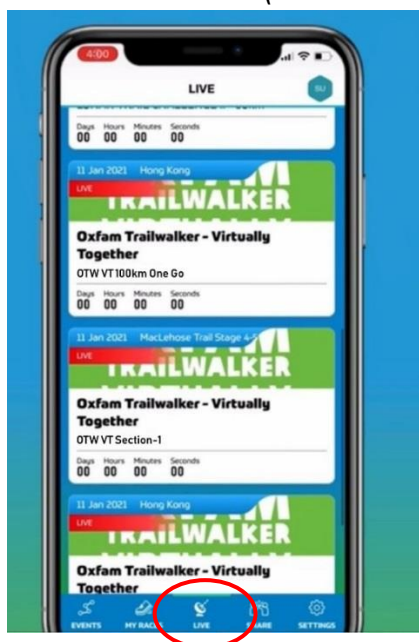 4:00
LIVE
SU
Days Hours Minutes Seconds
00 00 00 00
11 Jan 2021 Hong Kong
LIVE
TRAILWALKER
Oxfam Trailwalker - Virtually
Together
OTW VT 100km One Go
Days Hours Minutes Seconds
00 00 00 00
11 Jan 2021 MacLehose Trail Stage 4-5
LIVE
TRAILWALKER
Oxfam Trailwalker - Virtually
Together
OTW VT Section-1
Days Hours Minutes Seconds
00 00 00 00
11 Jan 2021 Hong Kong
LIVE
TRAILWALKER
Oxfam Trailwalker - Virtually
Together
EVENTS MY RACES LIVE SHARE SETTINGS